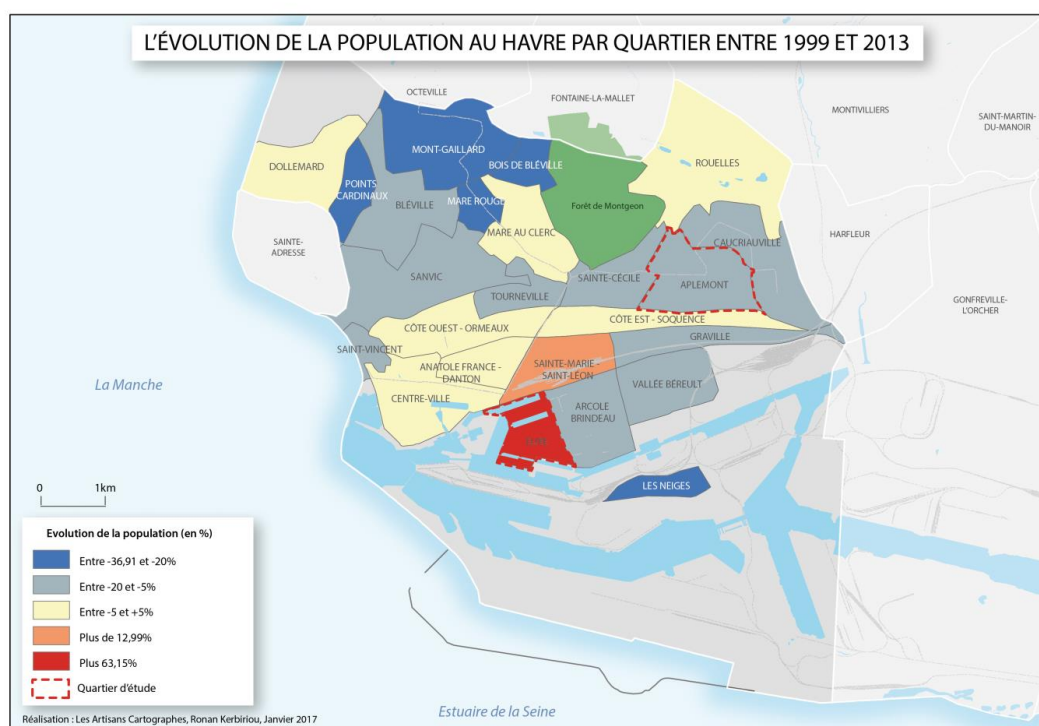 L'ÉVOLUTION DE LA POPULATION AU HAVRE PAR QUARTIER ENTRE 1999 ET 2013
OCTEVILLE
FONTAINE-LA-MALLET
MONTIVILLIERS
SAINT-MARTIN-
DU-MANOIR
MONT-GAILLARD
BOIS DE BLÉVILLE
ROUELLES
DOLLEMARD
POINTS
CARDINAUX
BLÉVILLE
MARE ROUGE
Forêt de Montgeon
MARE AU CLERC
CAUCRIAUVILLE
HARFLEUR
SAINTE-
ADRESSE
SANVIC
SAINTE-CÉCILE
APLEMONT
TOURNEVILLE
GONFREVILLE-
L'ORCHER
CÔTE OUEST - ORMEAUX
CÔTE EST - SOQUENCE
GRAVILLE
SAINT-VINCENT
ANATOLE FRANCE -
DANTON
SAINTE-MARIE -
SAINT-LÉON
VALLÉE BÉREULT
La Manche
CENTRE-VILLE
ARCOLE
BRINDEAU
LES NEIGES
0 1km
Evolution de la population (en %)
Entre -36,91 et -20%
Entre -20 et -5%
Entre -5 et +5%
Plus de 12,99%
Plus 63,15%
Quartier d'étude
Réalisation : Les Artisans Cartographes, Ronan Kerbiriou, Janvier 2017
Estuaire de la Seine